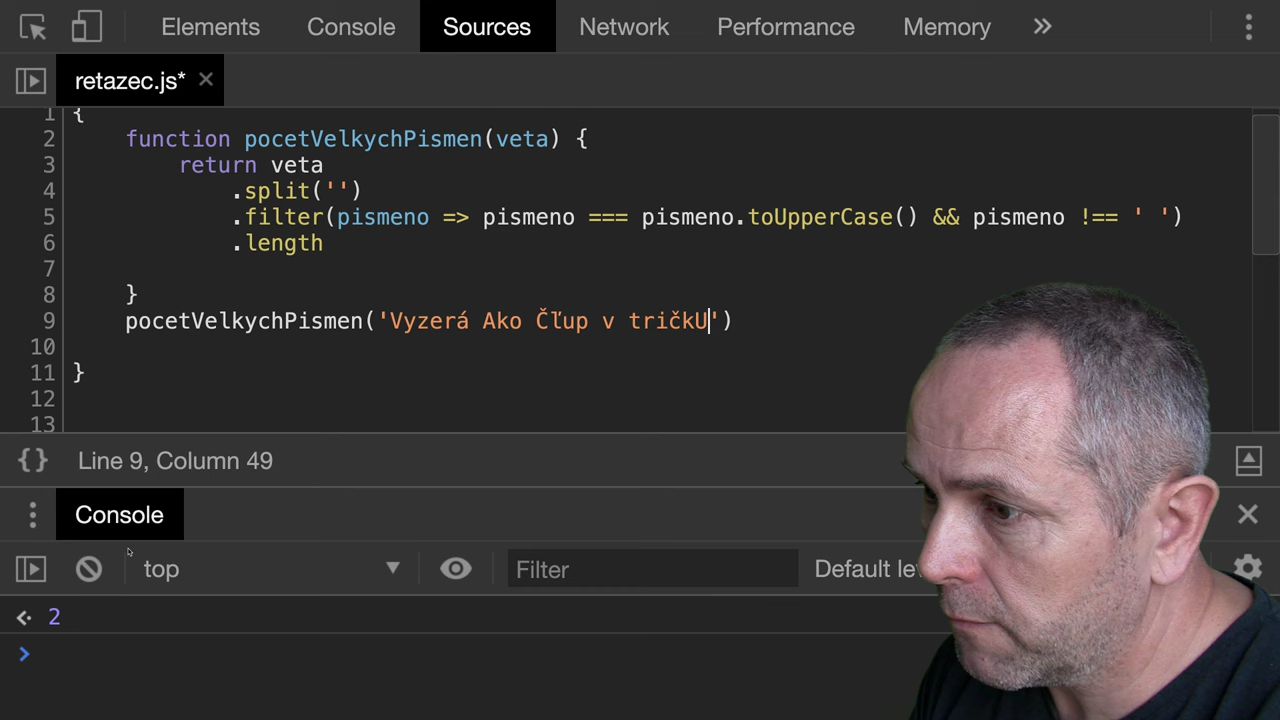 Elements Console Sources Network Performance Memory »
retazec.js* ×
1 {
2 function pocetVelkychPismen(veta) {
3 return veta
4 .split('')
5 .filter(pismeno => pismeno === pismeno.toUpperCase() && pismeno !== ' ')
6 .length
7
8 }
9 pocetVelkychPismen('Vyzerá Ako Čľup v tričkU')
10
11 }
12
13
{} Line 9, Column 49
Console
top Filter Default
2